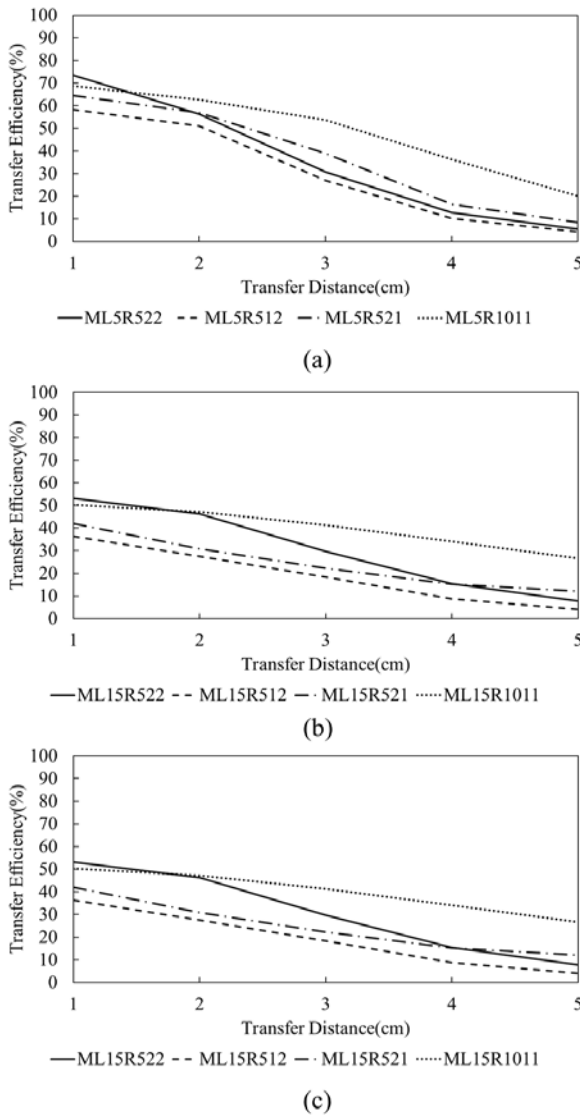 100
90
80
70
60
50
40
30
20
10
0
Transfer Efficiency(%)
1 2 3 4 5
Transfer Distance(cm)
ML5R522 ML5R512 ML5R521 ML5R1011
(a)
100
90
80
70
60
50
40
30
20
10
0
Transfer Efficiency(%)
1 2 3 4 5
Transfer Distance(cm)
ML15R522 ML15R512 ML15R521 ML15R1011
(b)
100
90
80
70
60
50
40
30
20
10
0
Transfer Efficiency(%)
1 2 3 4 5
Transfer Distance(cm)
ML15R522 ML15R512 ML15R521 ML15R1011
(c)